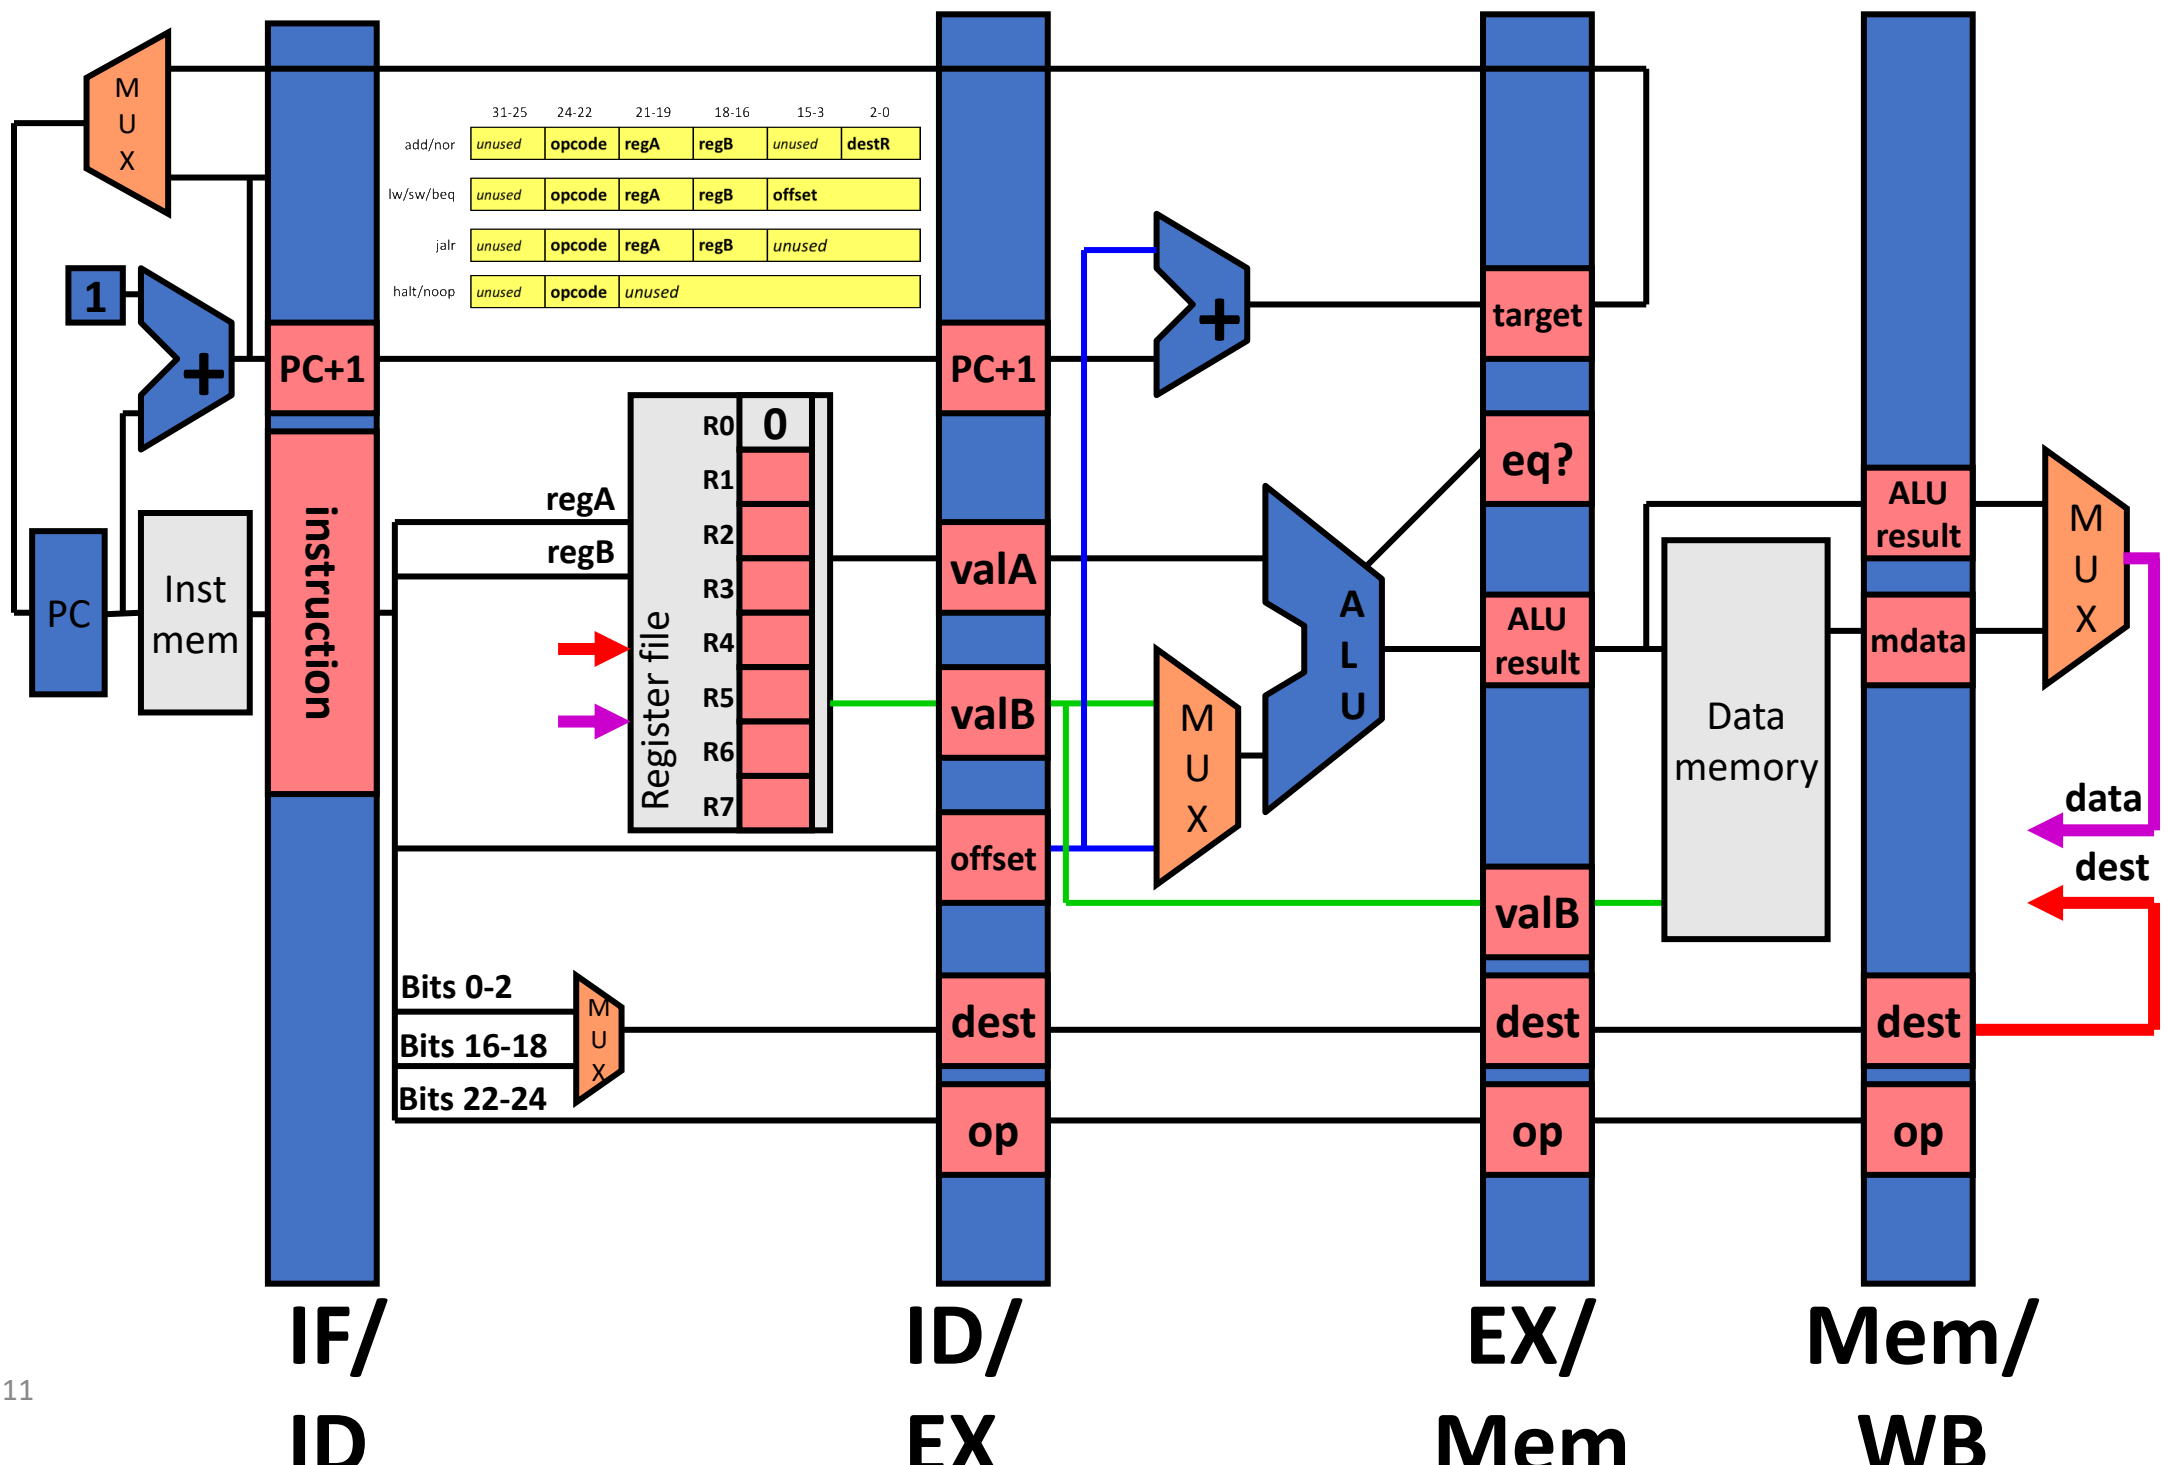 M
U
X
31-25 24-22 21-19 18-16 15-3 2-0
add/nor unused opcode regA regB unused destR
lw/sw/beq unused opcode regA regB offset
jalr unused opcode regA regB unused
halt/noop unused opcode unused
1
+
+
target
PC+1
PC+1
R0 0
R1
R2
R3
R4
R5
R6
R7
Register file
regA
regB
eq?
ALU
result
M
U
X
PC
Inst
mem
instruction
valA
A
L
U
ALU
result
mdata
valB
M
U
X
Data
memory
data
offset
dest
valB
Bits 0-2
M
U
X
Bits 16-18
dest
dest
dest
Bits 22-24
op
op
op
IF/
ID
ID/
EX
EX/
Mem
Mem/
WB
11